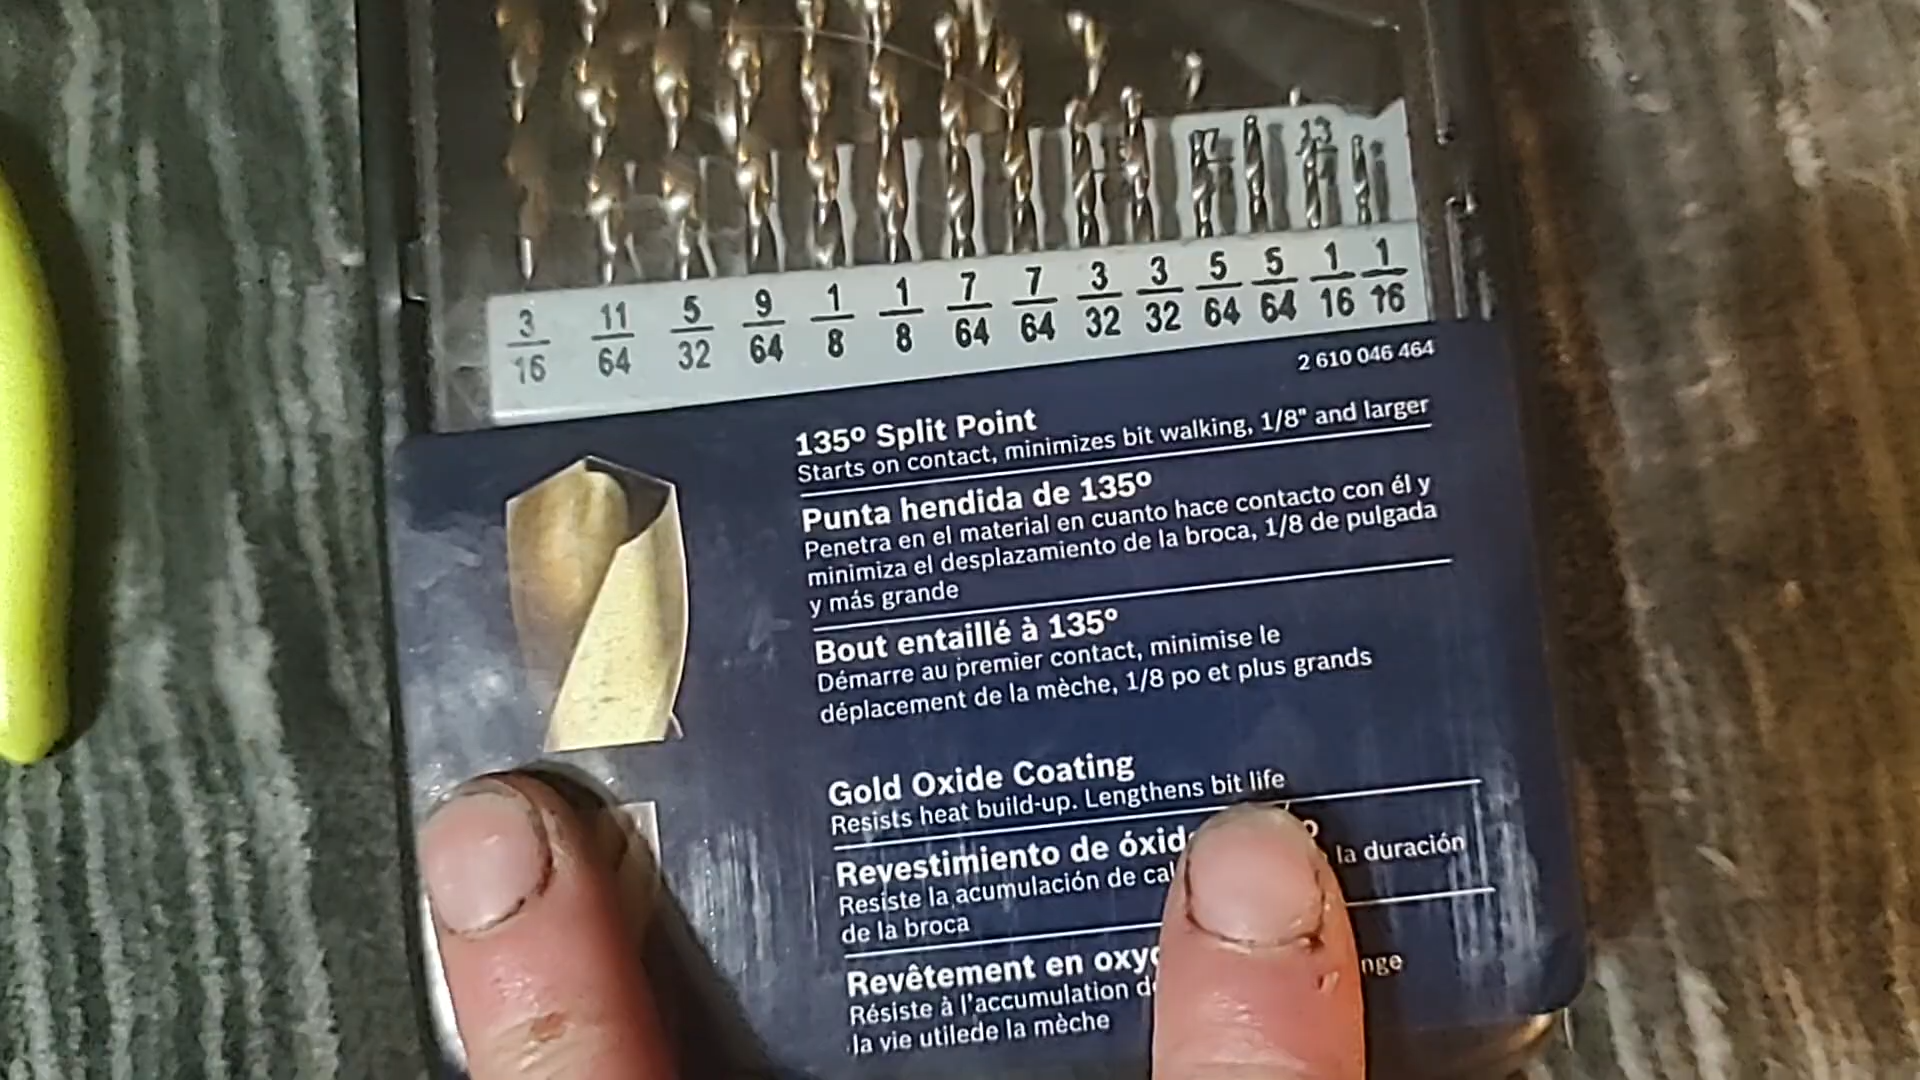 3/16 11/64 5/32 9/64 1/8 1/8 7/64 7/64 3/32 3/32 5/64 5/64 1/16 1/16
2 610 046 464
135º Split Point
Starts on contact, minimizes bit walking, 1/8" and larger
Punta hendida de 135º
Penetra en el material en cuanto hace contacto con él y
minimiza el desplazamiento de la broca, 1/8 de pulgada
y más grande
Bout entaillé à 135º
Démarre au premier contact, minimise le
déplacement de la mèche, 1/8 po et plus grands
Gold Oxide Coating
Resists heat build-up. Lengthens bit life
Revestimiento de
Resiste la acumulación de la duración
de la broca
Revêtement en
Résiste à l'accumulation
la vie utilede la mèche